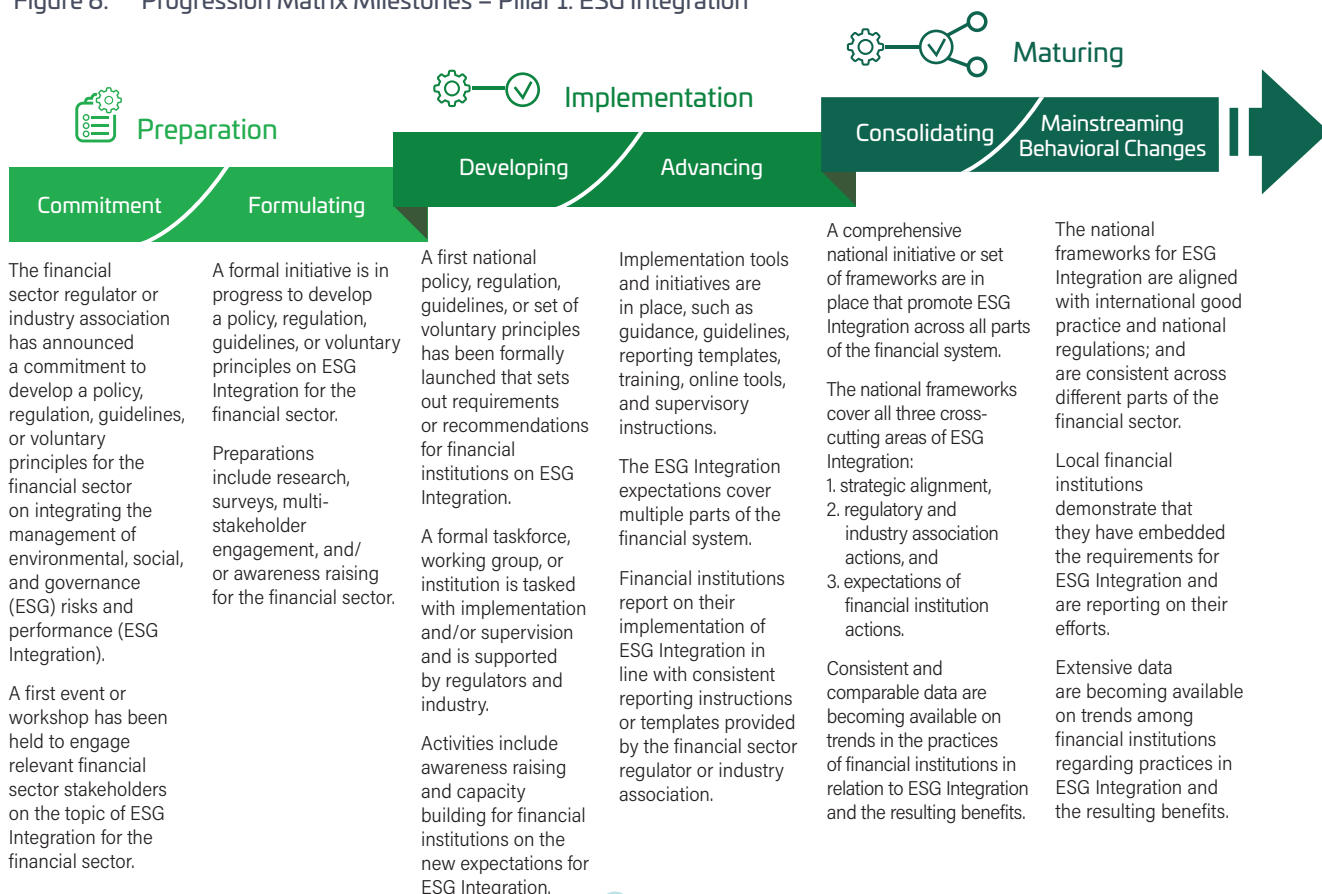 Figure 6. Progression Matrix Milestones – Pillar 1: ESG Integration
Preparation
Commitment
Formulating
The financial
sector regulator or
industry association
has announced
a commitment to
develop a policy,
regulation, guidelines,
or voluntary
principles for the
financial sector
on integrating the
management of
environmental, social,
and governance
(ESG) risks and
performance (ESG
Integration).
A first event or
workshop has been
held to engage
relevant financial
sector stakeholders
on the topic of ESG
Integration for the
financial sector.
A formal initiative is in
progress to develop
a policy, regulation,
guidelines, or voluntary
principles on ESG
Integration for the
financial sector.
Preparations
include research,
surveys, multi-
stakeholder
engagement, and/
or awareness raising
for the financial sector.
Implementation
Developing
Advancing
A first national
policy, regulation,
guidelines, or set of
voluntary principles
has been formally
launched that sets
out requirements
or recommendations
for financial
institutions on ESG
Integration.
A formal taskforce,
working group, or
institution is tasked
with implementation
and/or supervision
and is supported
by regulators and
industry.
Activities include
awareness raising
and capacity
building for financial
institutions on the
new expectations for
ESG Integration.
Implementation tools
and initiatives are
in place, such as
guidance, guidelines,
reporting templates,
training, online tools,
and supervisory
instructions.
The ESG Integration
expectations cover
multiple parts of the
financial system.
Financial institutions
report on their
implementation of
ESG Integration in
line with consistent
reporting instructions
or templates provided
by the financial sector
regulator or industry
association.
Maturing
Consolidating
Mainstreaming
Behavioral Changes
A comprehensive
national initiative or set
of frameworks are in
place that promote ESG
Integration across all parts
of the financial system.
The national frameworks
cover all three cross-
cutting areas of ESG
Integration:
1. strategic alignment,
2. regulatory and
industry association
actions, and
3. expectations of
financial institution
actions.
Consistent and
comparable data are
becoming available on
trends in the practices
of financial institutions in
relation to ESG Integration
and the resulting benefits.
The national
frameworks for ESG
Integration are aligned
with international good
practice and national
regulations; and
are consistent across
different parts of the
financial sector.
Local financial
institutions
demonstrate that
they have embedded
the requirements for
ESG Integration and
are reporting on their
efforts.
Extensive data
are becoming available
on trends among
financial institutions
regarding practices in
ESG Integration and
the resulting benefits.